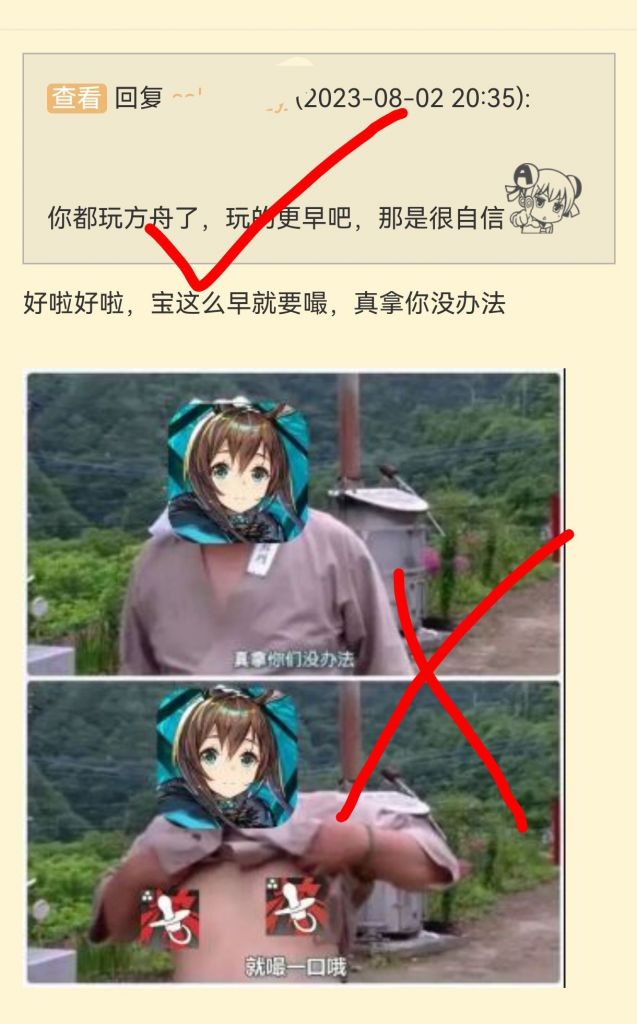 查看 回复 (2023-08-02 20:35):
你都玩方舟了，玩的更早吧，那是很自信
好啦好啦，宝这么早就要嘬，真拿你没办法
真拿你们没办法
就嘬一口哦